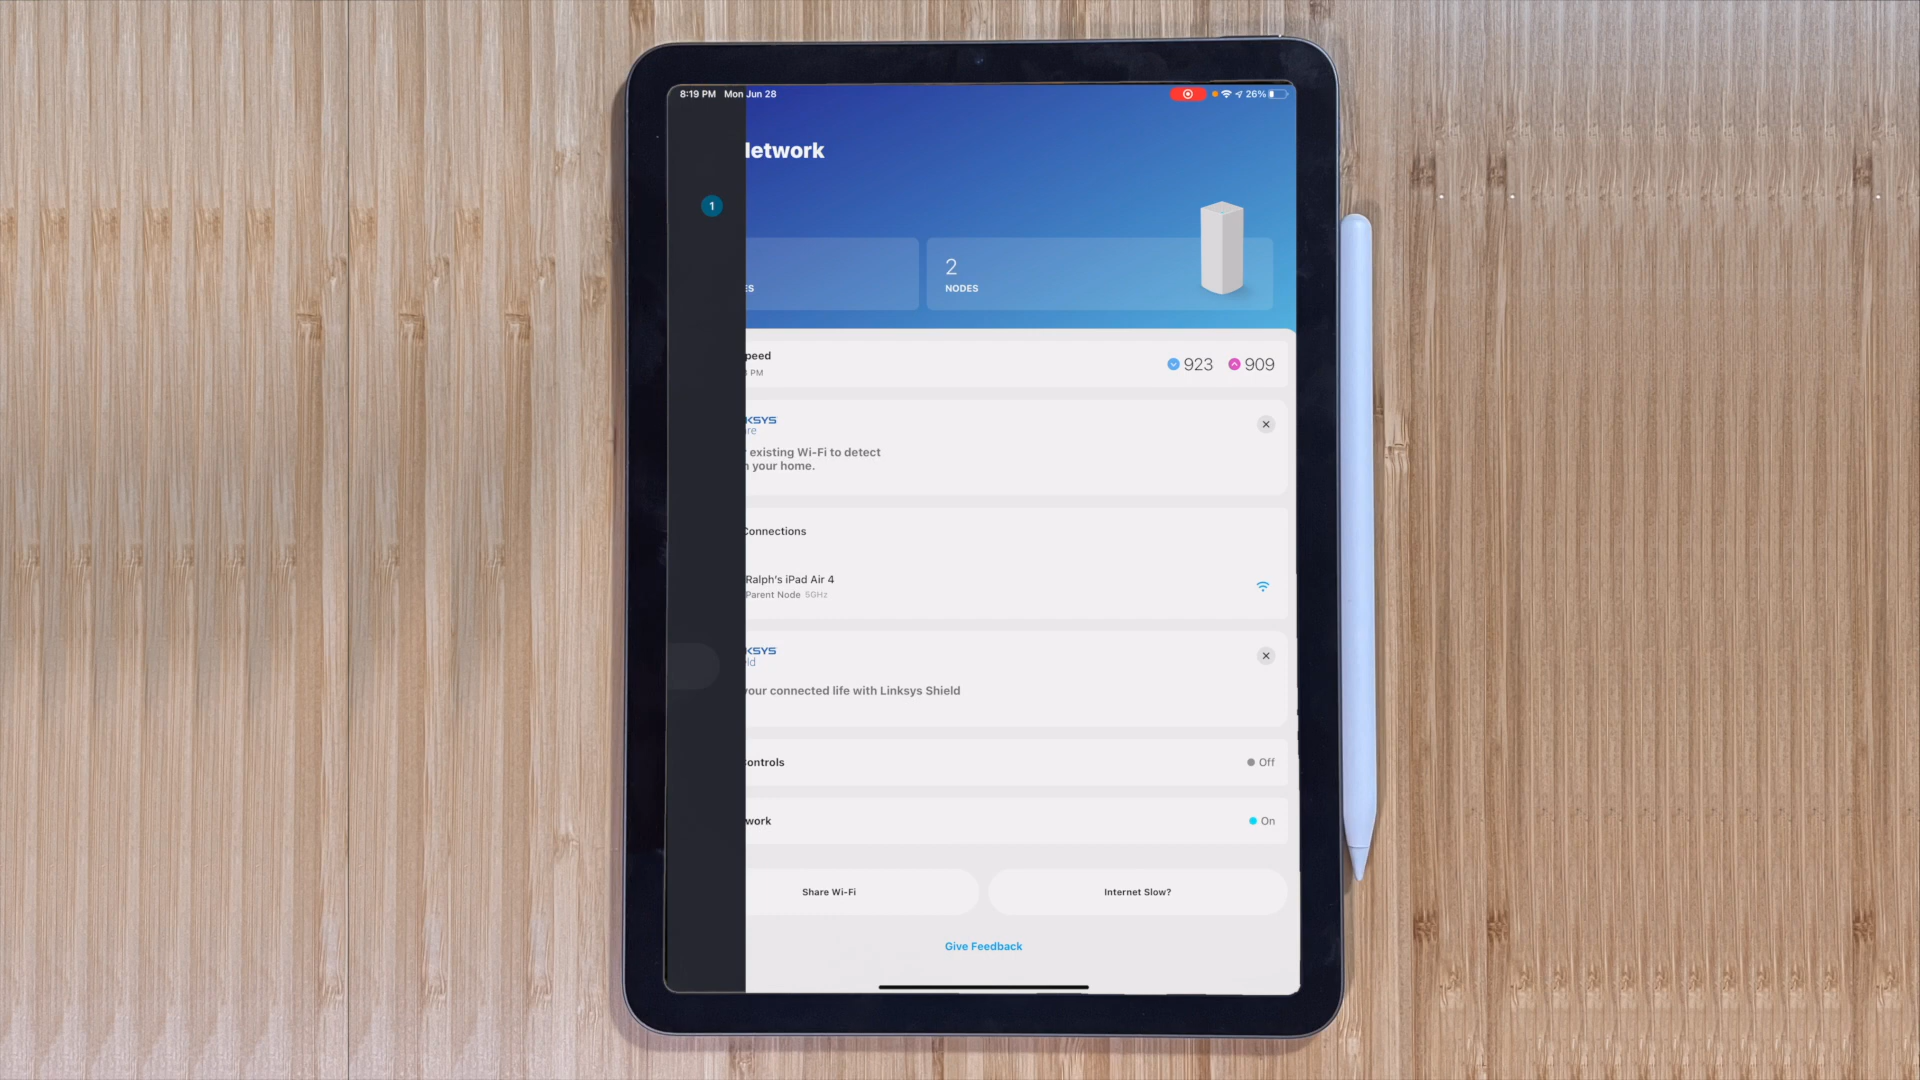 8:19 PM Mon Jun 28
26%
letwork
1
2
ES
NODES
peed
PM
923
909
KSYS
re
existing Wi-Fi to detect
your home.
Connections
Ralph's iPad Air 4
Parent Node 5GHz
KSYS
ld
your connected life with Linksys Shield
ontrols
Off
work
On
Share Wi-Fi
Internet Slow?
Give Feedback